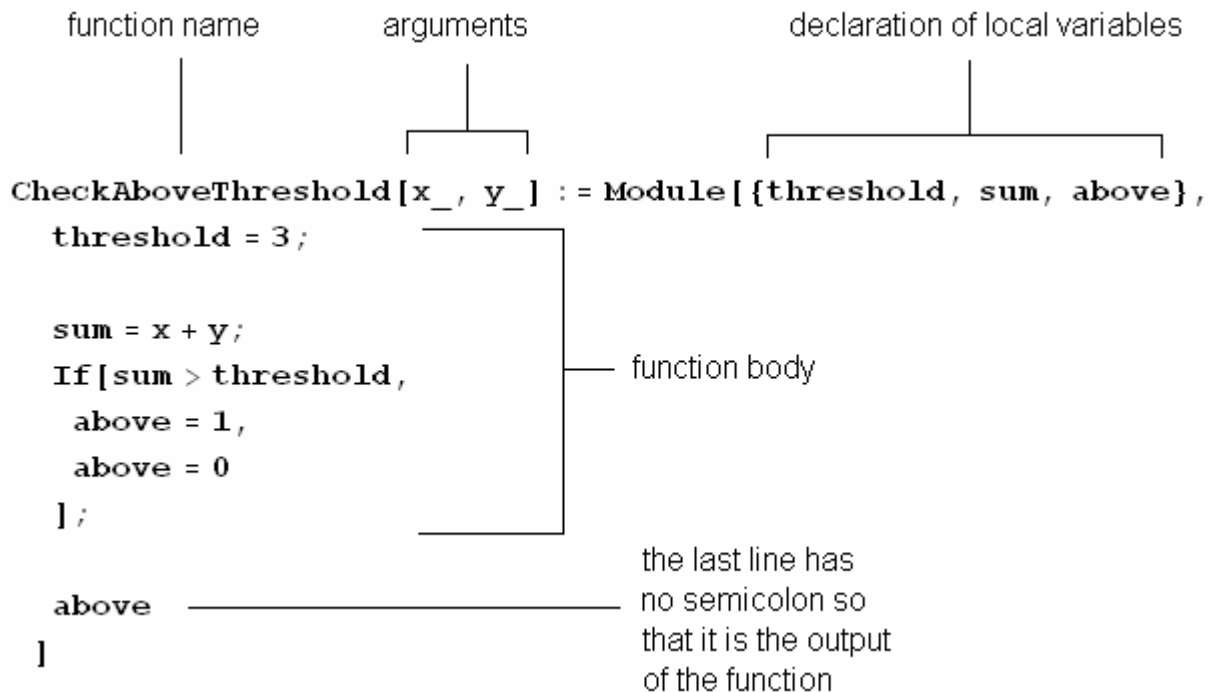 function name arguments declaration of local variables
CheckAboveThreshold[x_, y_] := Module[{threshold, sum, above},
threshold = 3;
sum = x + y;
If[sum > threshold,
above = 1,
function body
above = 0
];
above
]
the last line has
no semicolon so
that it is the output
of the function